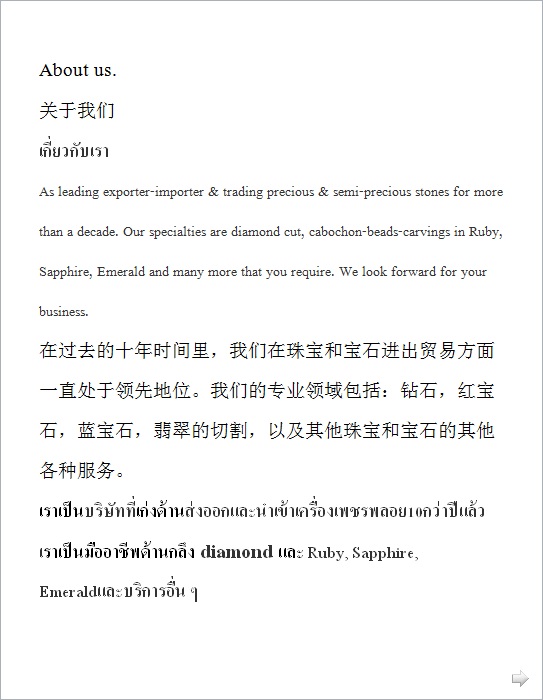 About us.
关于我们
เกี่ยวกับเรา
As leading exporter-importer & trading precious & semi-precious stones for more
than a decade. Our specialties are diamond cut, cabochon-beads-carvings in Ruby,
Sapphire, Emerald and many more that you require. We look forward for your
business.
在过去的十年时间里，我们在珠宝和宝石进出贸易方面
一直处于领先地位。我们的专业领域包括：钻石，红宝
石，蓝宝石，翡翠的切割，以及其他珠宝和宝石的其他
各种服务。
เราเป็นบริษัทที่เก่งด้านส่งออกและนำเข้าเครื่องเพชรพลอย10กว่าปีแล้ว
เราเป็นมืออาชีพด้านกลึง diamond และ Ruby, Sapphire,
Emeraldและบริการอื่น ๆ